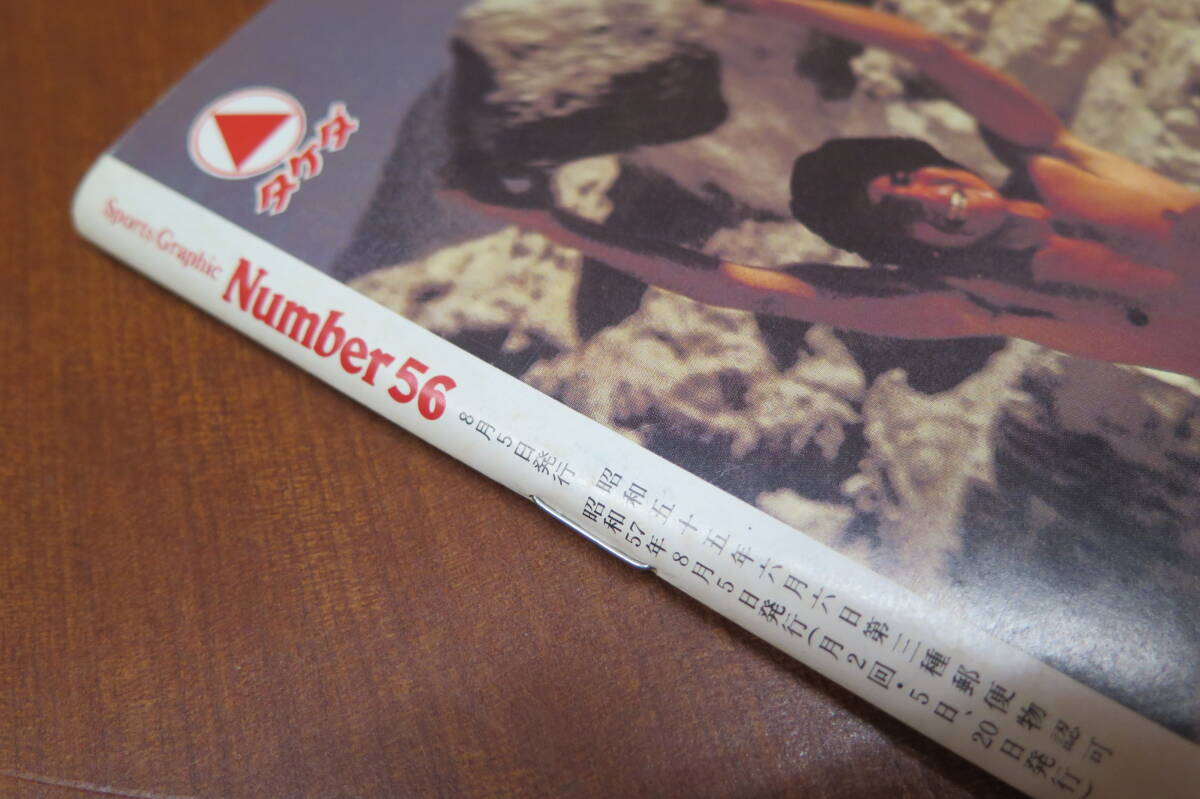 タケダ
Sports Graphic
Number 56
8月5日発行
昭和五十五年六月六日第三種郵便物認可
昭和57年8月5日発行(月2回・5日、20日発行)